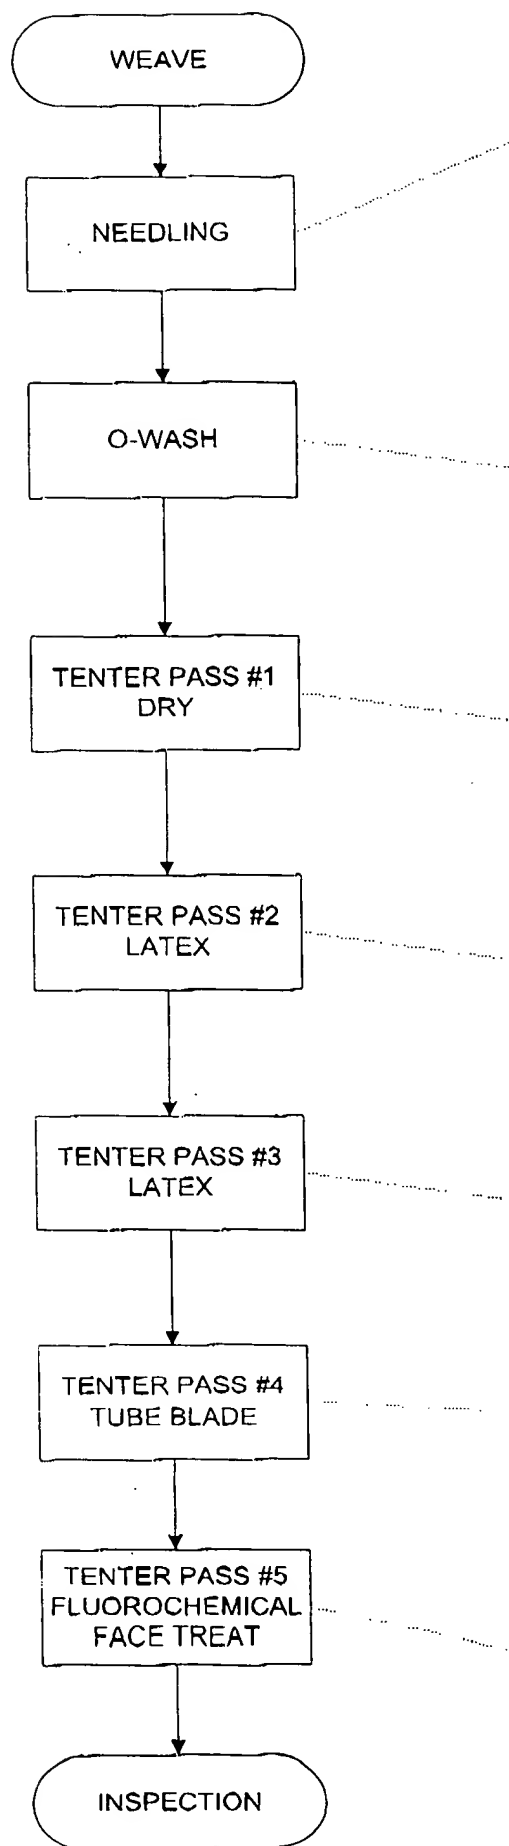 WEAVE
NEEDLING
O-WASH
TENTER PASS #1
DRY
TENTER PASS #2
LATEX
TENTER PASS #3
LATEX
TENTER PASS #4
TUBE BLADE
TENTER PASS #5
FLUOROCHEMICAL
FACE TREAT
INSPECTION